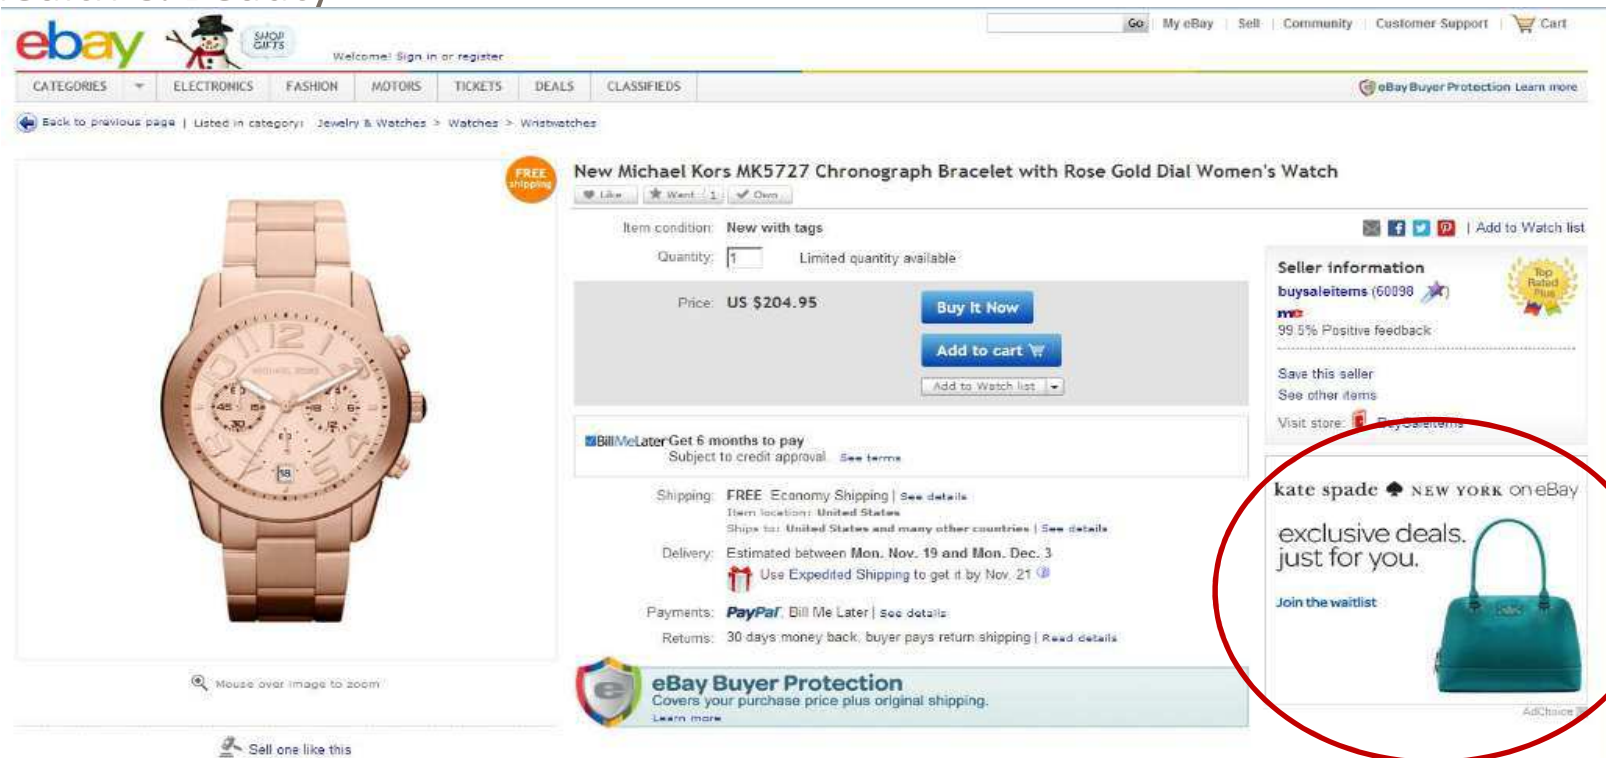 ebay
SHOP GIFTS
Welcome! Sign in or register
Go My eBay | Sell | Community | Customer Support | Cart
CATEGORIES ELECTRONICS FASHION MOTORS TICKETS DEALS CLASSIFIEDS
eBay Buyer Protection Learn more
Back to previous page | Listed in category: Jewelry & Watches > Watches > Wristwatches
FREE shipping
New Michael Kors MK5727 Chronograph Bracelet with Rose Gold Dial Women's Watch
Like Want 1 Own
Item condition: New with tags
| Add to Watch list
Quantity: 1 Limited quantity available
Price: US $204.95
Buy It Now
Add to cart
Add to Watch list
Seller information
Top Rated Plus
buysaleitems (60898)
me
99.5% Positive feedback
Save this seller
See other items
Visit store: BuySaleItems
MICHAEL KORS
18
BillMeLater Get 6 months to pay
Subject to credit approval. See terms
Shipping: FREE Economy Shipping | See details
Item location: United States
Ships to: United States and many other countries | See details
Delivery: Estimated between Mon. Nov. 19 and Mon. Dec. 3
Use Expedited Shipping to get it by Nov. 21
Payments: PayPal, Bill Me Later | See details
Returns: 30 days money back, buyer pays return shipping | Read details
eBay Buyer Protection
Covers your purchase price plus original shipping.
Learn more
kate spade NEW YORK on eBay
exclusive deals.
just for you.
Join the waitlist
AdChoice
Mouse over image to zoom
Sell one like this